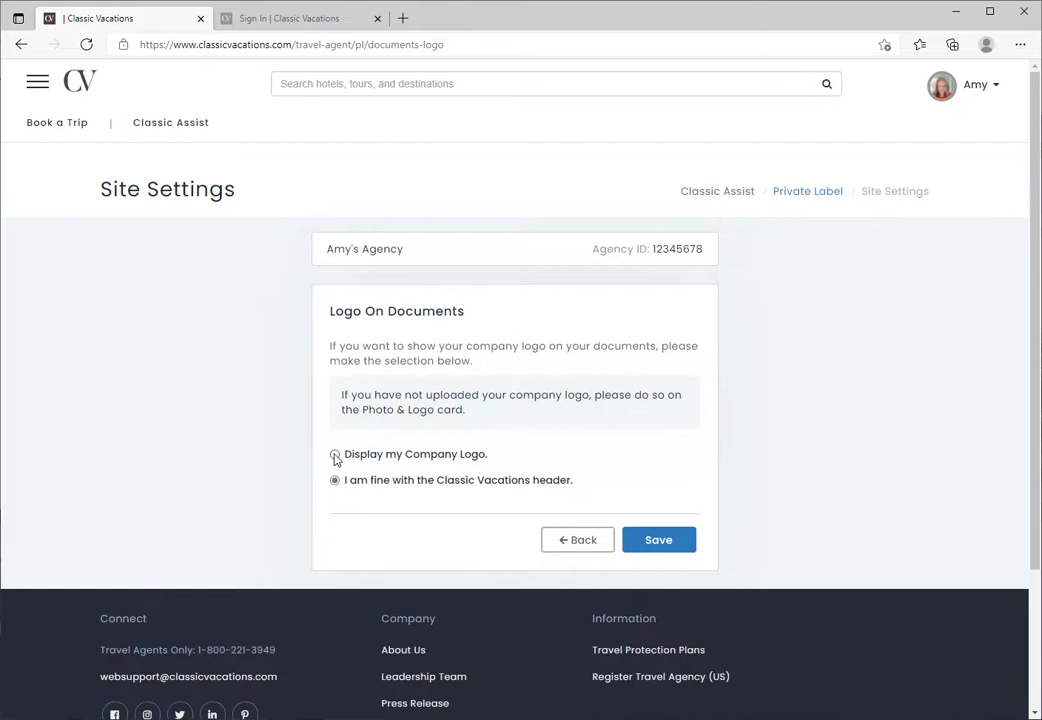 CV | Classic Vacations
CV Sign In | Classic Vacations
https://www.classicvacations.com/travel-agent/pl/documents-logo
CV
Search hotels, tours, and destinations
Amy
Book a Trip | Classic Assist
Site Settings
Classic Assist / Private Label / Site Settings
Amy's Agency Agency ID: 12345678
Logo On Documents
If you want to show your company logo on your documents, please
make the selection below.
If you have not uploaded your company logo, please do so on
the Photo & Logo card.
Display my Company Logo.
I am fine with the Classic Vacations header.
← Back
Save
Connect
Travel Agents Only: 1-800-221-3949
websupport@classicvacations.com
Company
About Us
Leadership Team
Press Release
Information
Travel Protection Plans
Register Travel Agency (US)